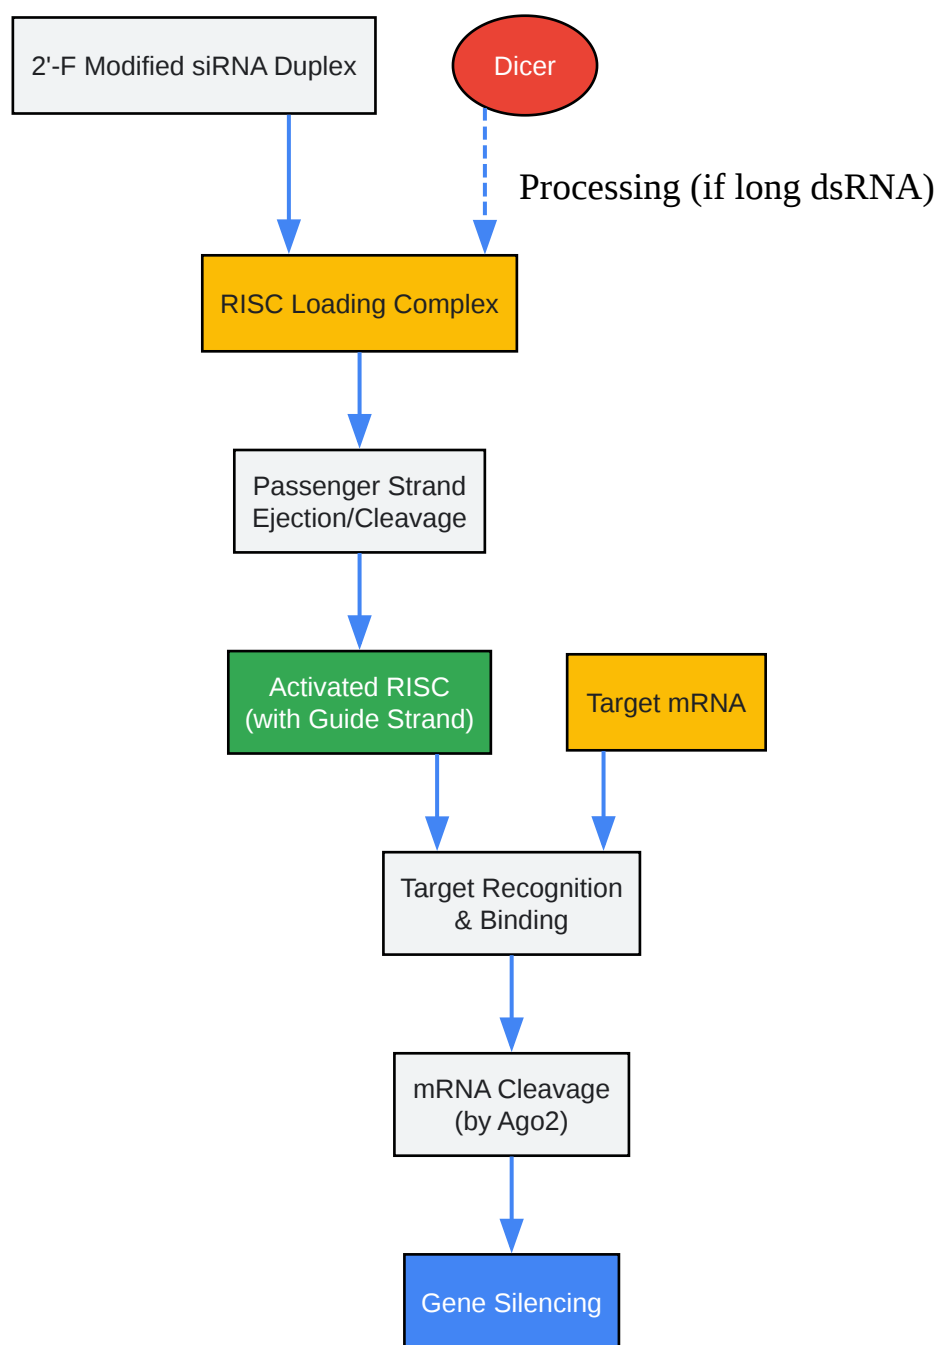 2'-F Modified siRNA Duplex
Dicer
Processing (if long dsRNA)
RISC Loading Complex
Passenger Strand
Ejection/Cleavage
Activated RISC
(with Guide Strand)
Target mRNA
Target Recognition
& Binding
mRNA Cleavage
(by Ago2)
Gene Silencing